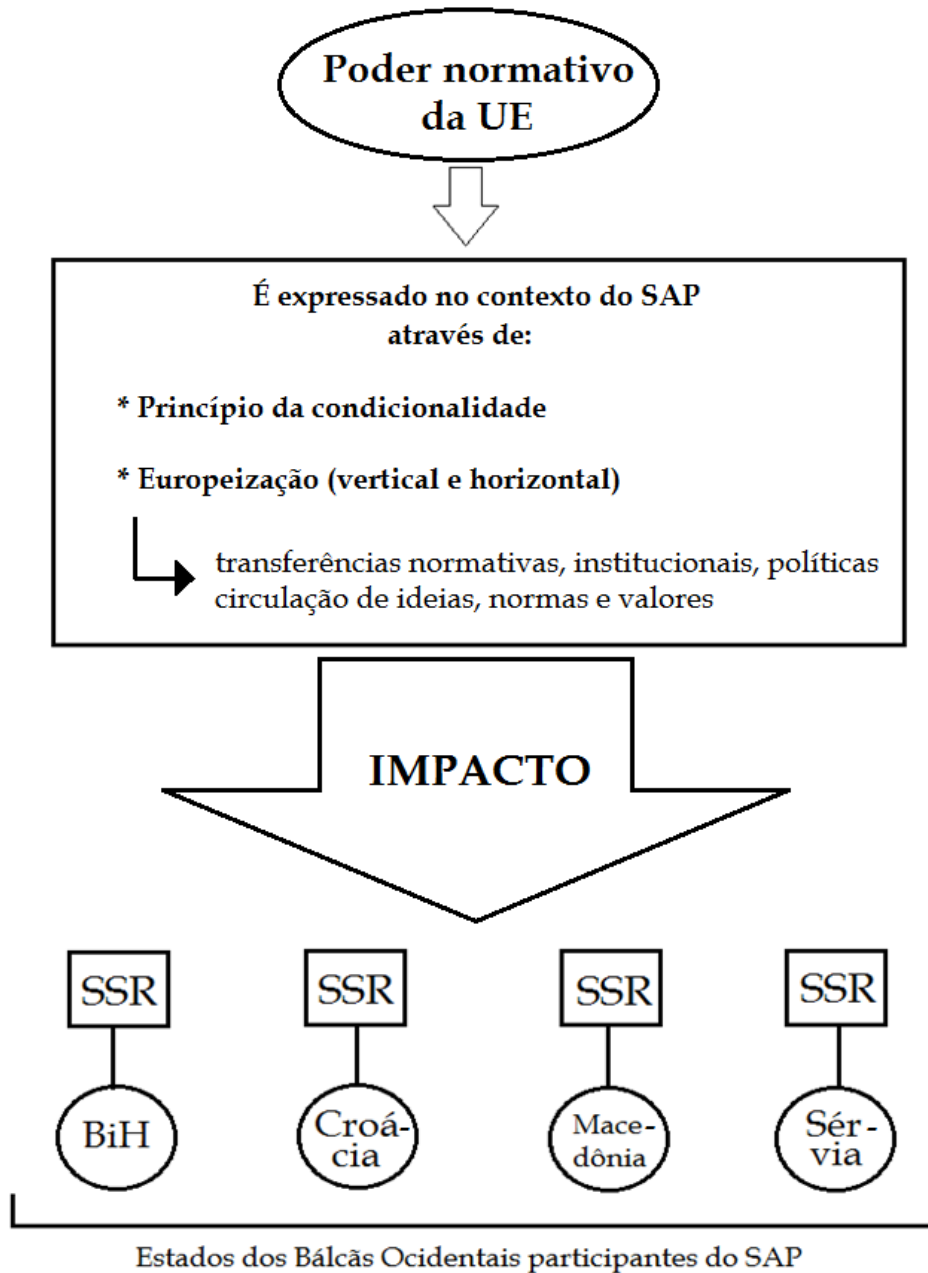 Poder normativo
da UE
É expressado no contexto do SAP
através de:
* Princípio da condicionalidade
* Europeização (vertical e horizontal)
transferências normativas, institucionais, políticas
circulação de ideias, normas e valores
IMPACTO
SSR SSR SSR SSR
BiH
Croá-
cia
Mace-
dônia
Sér-
via
Estados dos Bálcãs Ocidentais participantes do SAP